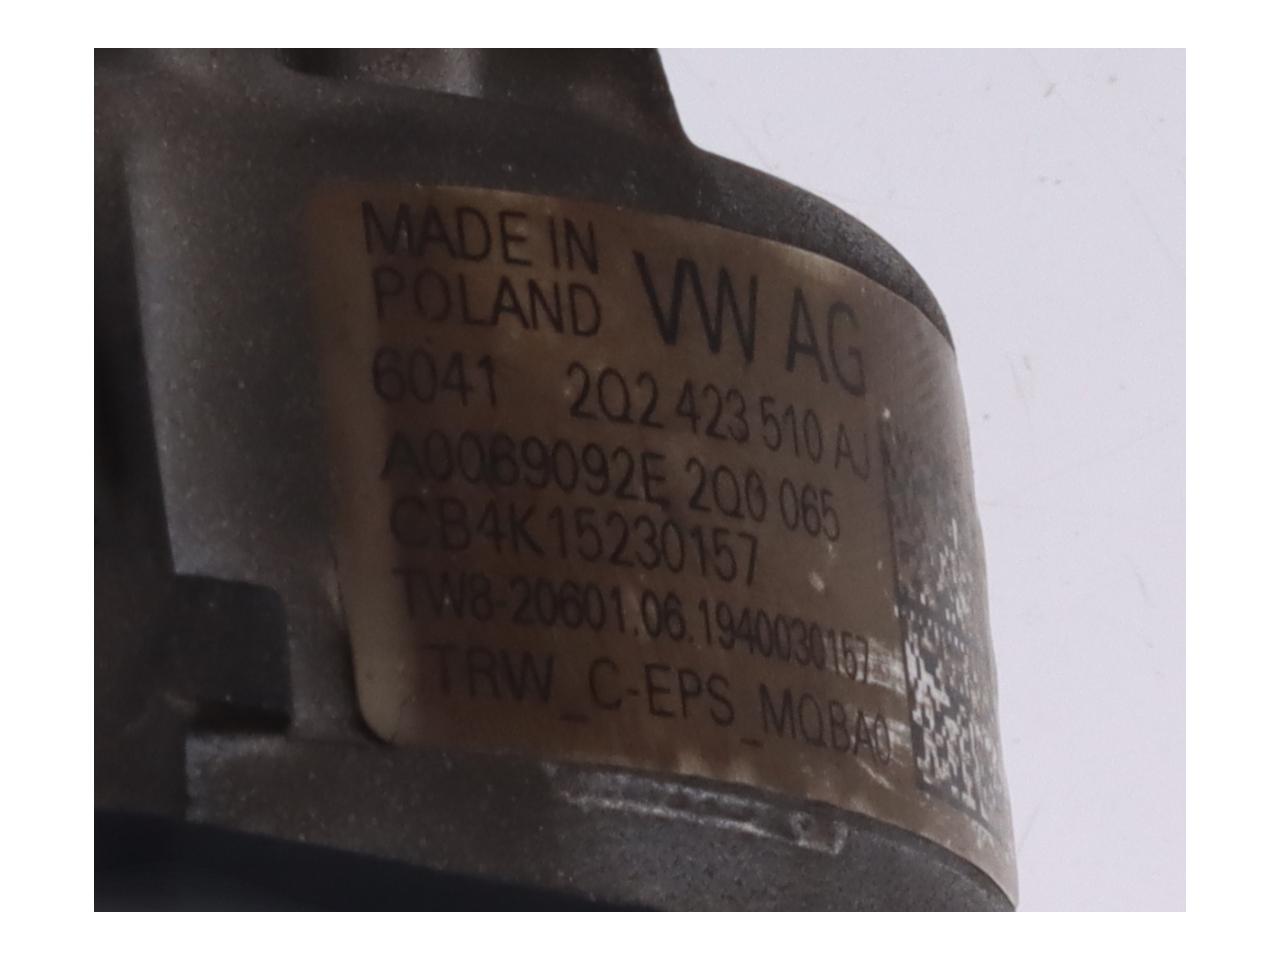 MADE IN
POLAND VW AG
6041 2Q2 423 510 AJ
A0069092E 2Q0 065
CB4K15230157
TW8-20601.06.1940030157
TRW_C-EPS_MQBA0